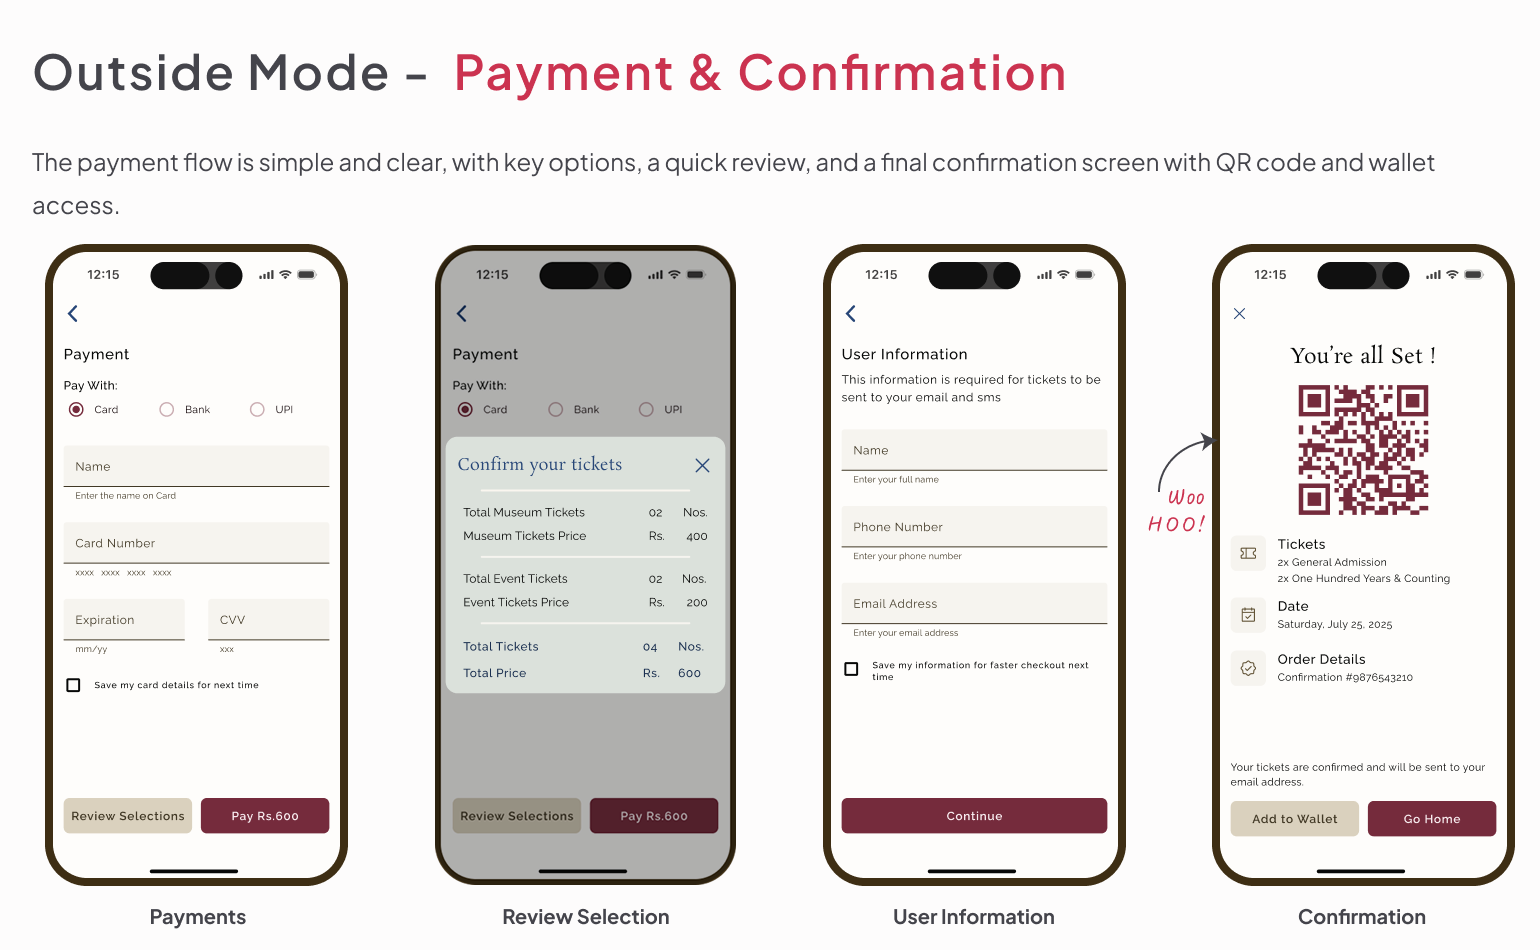 Outside Mode – Payment & Confirmation
The payment flow is simple and clear, with key options, a quick review, and a final confirmation screen with QR code and wallet
access.
12:15
Payment
Pay With:
Card Bank UPI
Name
Enter the name on Card
Card Number
xxxx xxxx xxxx xxxx
Expiration CVV
mm/yy xxx
Save my card details for next time
Review Selections Pay Rs.600
Payments
12:15
Payment
Pay With:
Card Bank UPI
Confirm your tickets
Total Museum Tickets 02 Nos.
Museum Tickets Price Rs. 400
Total Event Tickets 02 Nos.
Event Tickets Price Rs. 200
Total Tickets 04 Nos.
Total Price Rs. 600
Review Selections Pay Rs.600
Review Selection
12:15
User Information
This information is required for tickets to be
sent to your email and sms
Name
Enter your full name
Phone Number
Enter your phone number
Email Address
Enter your email address
Save my information for faster checkout next
time
Continue
User Information
Woo
HOO!
12:15
You’re all Set !
Tickets
2x General Admission
2x One Hundred Years & Counting
Date
Saturday, July 25, 2025
Order Details
Confirmation #9876543210
Your tickets are confirmed and will be sent to your
email address.
Add to Wallet Go Home
Confirmation